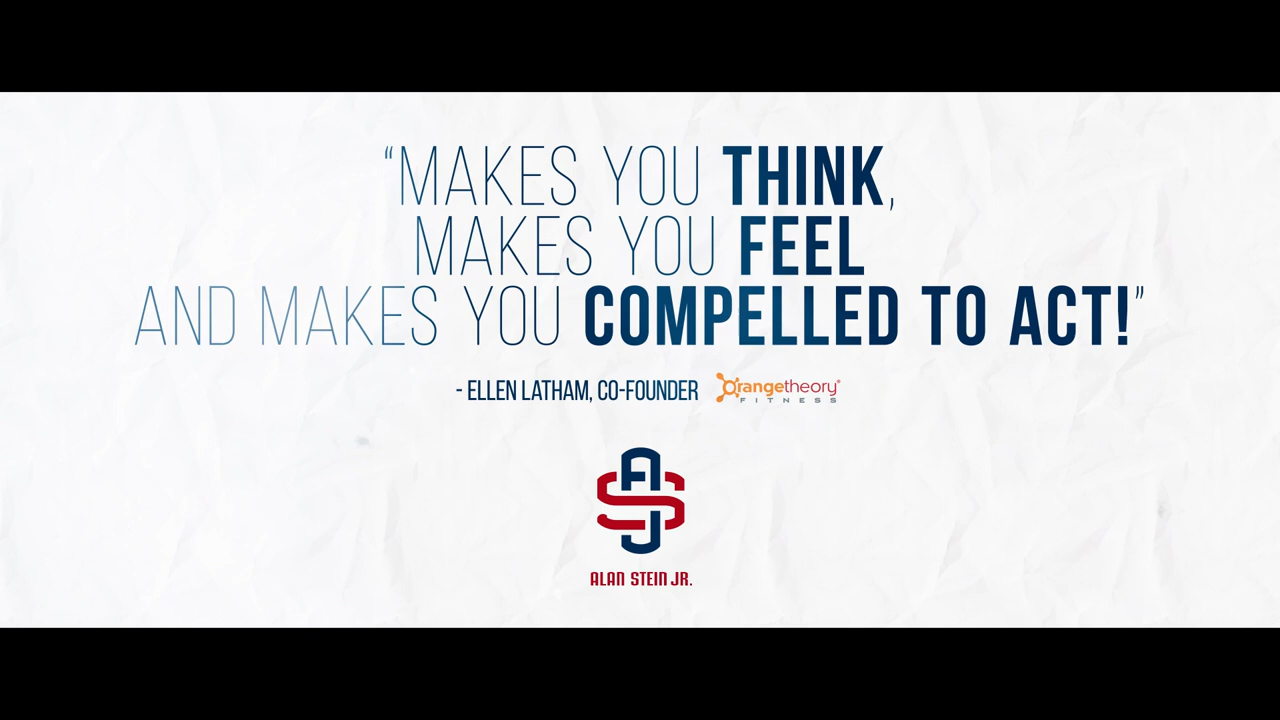 “MAKES YOU THINK,
MAKES YOU FEEL
AND MAKES YOU COMPELLED TO ACT!”
- ELLEN LATHAM, CO-FOUNDER Orangetheory®
FITNESS
ASJ
ALAN STEIN JR.